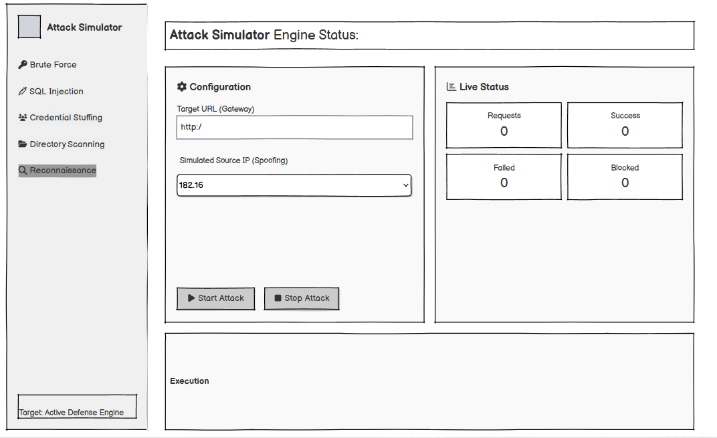 Attack Simulator
Brute Force
SQL Injection
Credential Stuffing
Directory Scanning
Reconnaissance
Target: Active Defense Engine
Attack Simulator Engine Status:
Configuration
Target URL (Gateway)
http:/
Simulated Source IP (Spoofing)
182.16
Start Attack
Stop Attack
Live Status
Requests
0
Success
0
Failed
0
Blocked
0
Execution